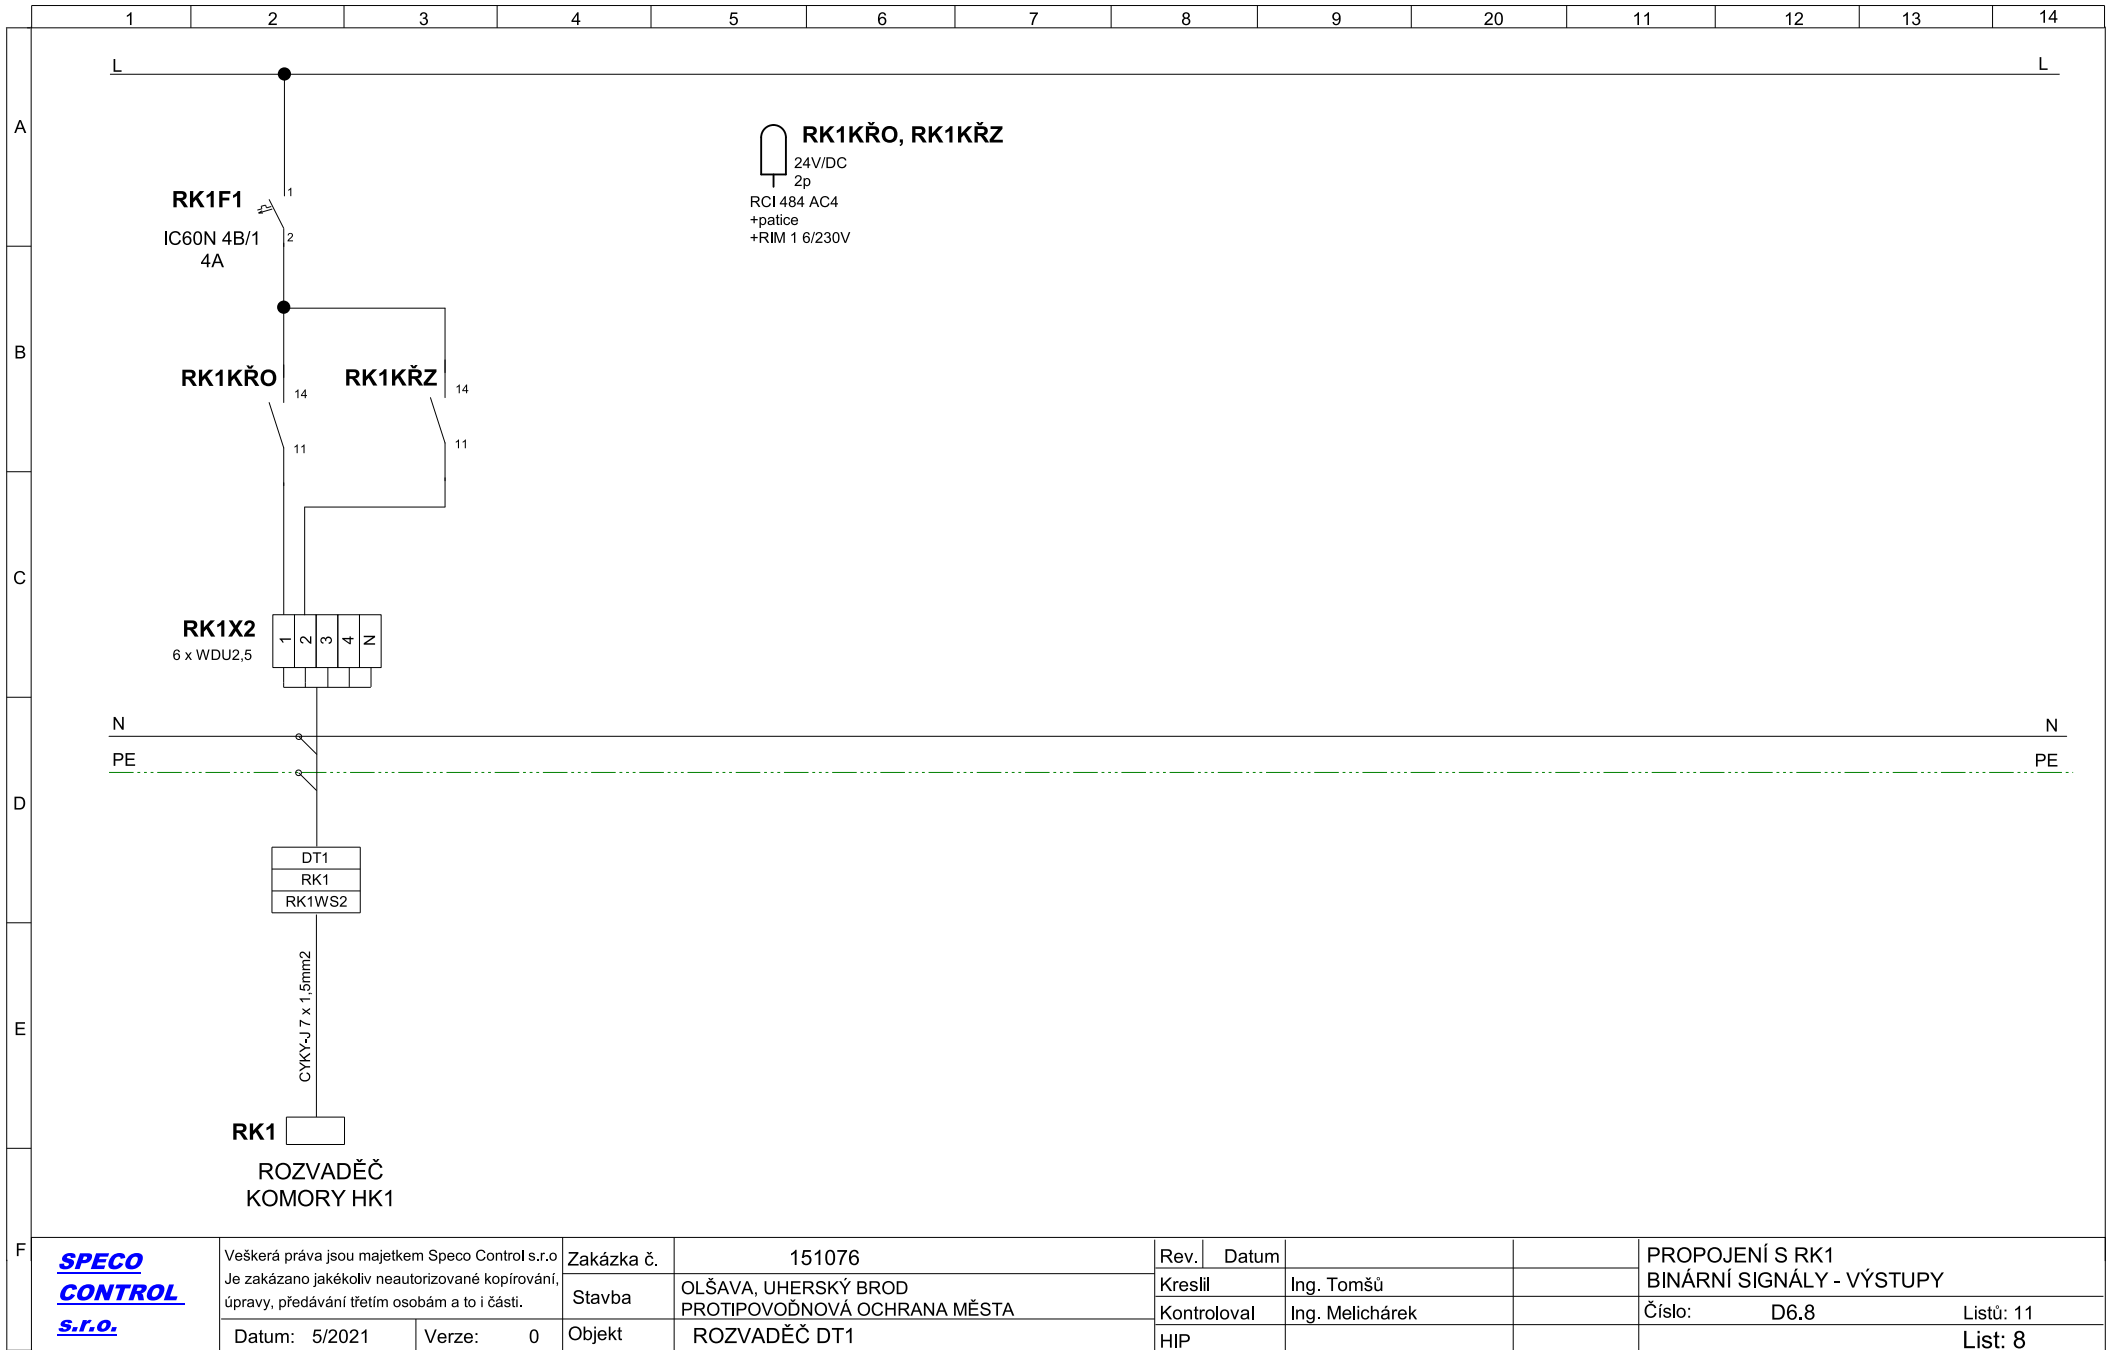 1 2 3 4 5 6 7 8 9 20 11 12 13 14
L L
A
RK1KŘO, RK1KŘZ
24V/DC
2p
RCI 484 AC4
+patice
+RIM 1 6/230V
RK1F1
1
IC60N 4B/1
2
4A
B
RK1KŘO
14
11
RK1KŘZ
14
11
C
RK1X2
6 x WDU2,5
1 2 3 4 N
N N
PE PE
D
DT1
RK1
RK1WS2
E
CYKY-J 7 x 1,5mm2
RK1
ROZVADĚČ
KOMORY HK1
F
SPECO
CONTROL
s.r.o.
Veškerá práva jsou majetkem Speco Control s.r.o
Je zakázano jakékoliv neautorizované kopírování,
úpravy, předávání třetím osobám a to i části.
Datum: 5/2021 Verze: 0
Zakázka č. 151076
Stavba OLŠAVA, UHERSKÝ BROD
PROTIPOVOĎNOVÁ OCHRANA MĚSTA
Objekt ROZVADĚČ DT1
Rev. Datum
Kreslil Ing. Tomšů
Kontroloval Ing. Melichárek
HIP
PROPOJENÍ S RK1
BINÁRNÍ SIGNÁLY - VÝSTUPY
Číslo: D6.8 Listů: 11
List: 8